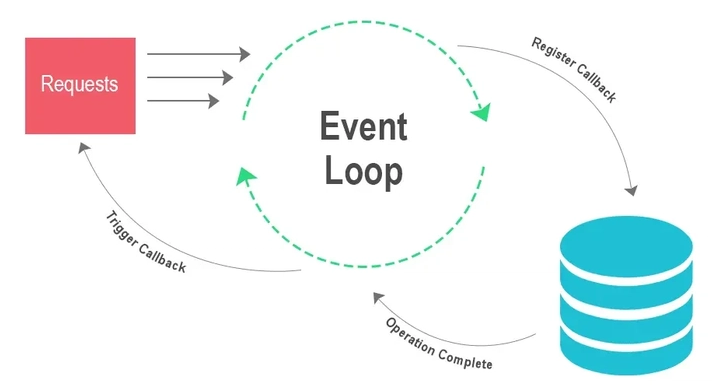 Requests
Event
Loop
Register Callback
Trigger Callback
Operation Complete